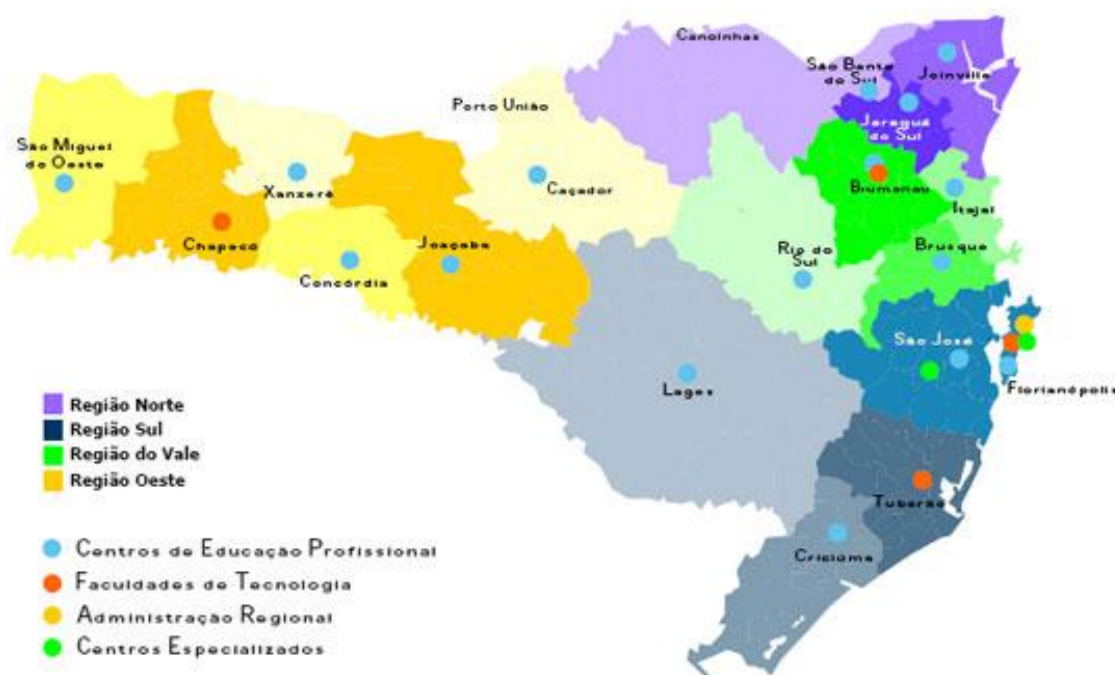 Canoinhas
São Bento
do Sul
Joinville
Porto União
Jaraguá
do Sul
São Miguel
do Oeste
Xanxerê
Caçador
Blumenau
Itajaí
Chapecó
Joaçaba
Rio do
Sul
Brusque
Concórdia
São José
Lages
Florianópolis
Região Norte
Região Sul
Região do Vale
Região Oeste
Tubarão
Centros de Educação Profissional
Criciúma
Faculdades de Tecnologia
Administração Regional
Centros Especializados